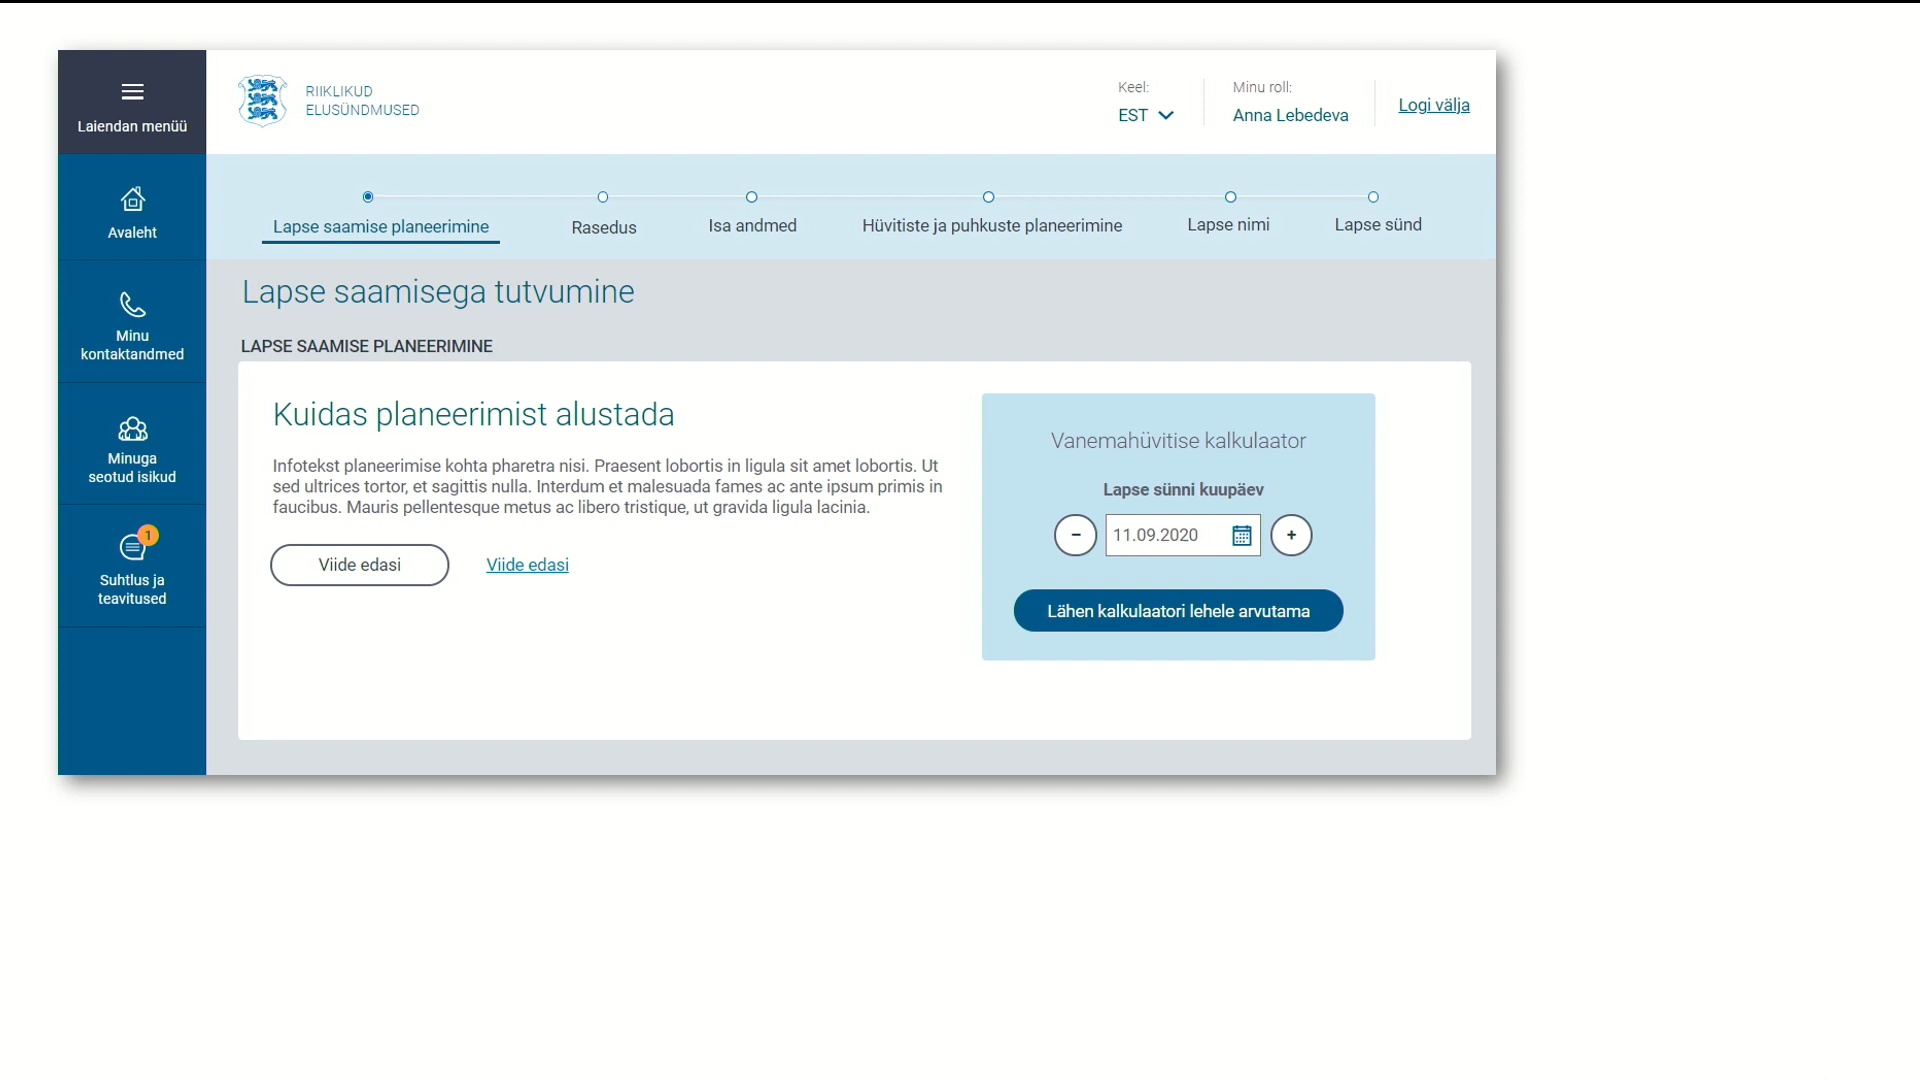 Laiendan menüü
RIIKLIKUD
ELUSÜNDMUSED
Keel:
EST
Minu roll:
Anna Lebedeva
Logi välja
Avaleht
Minu
kontaktandmed
Minuga
seotud isikud
1
Suhtlus ja
teavitused
Lapse saamise planeerimine
Rasedus
Isa andmed
Hüvitiste ja puhkuste planeerimine
Lapse nimi
Lapse sünd
Lapse saamisega tutvumine
LAPSE SAAMISE PLANEERIMINE
Kuidas planeerimist alustada
Infotekst planeerimise kohta pharetra nisi. Praesent lobortis in ligula sit amet lobortis. Ut
sed ultrices tortor, et sagittis nulla. Interdum et malesuada fames ac ante ipsum primis in
faucibus. Mauris pellentesque metus ac libero tristique, ut gravida ligula lacinia.
Viide edasi
Viide edasi
Vanemahüvitise kalkulaator
Lapse sünni kuupäev
- 11.09.2020 +
Lähen kalkulaatori lehele arvutama